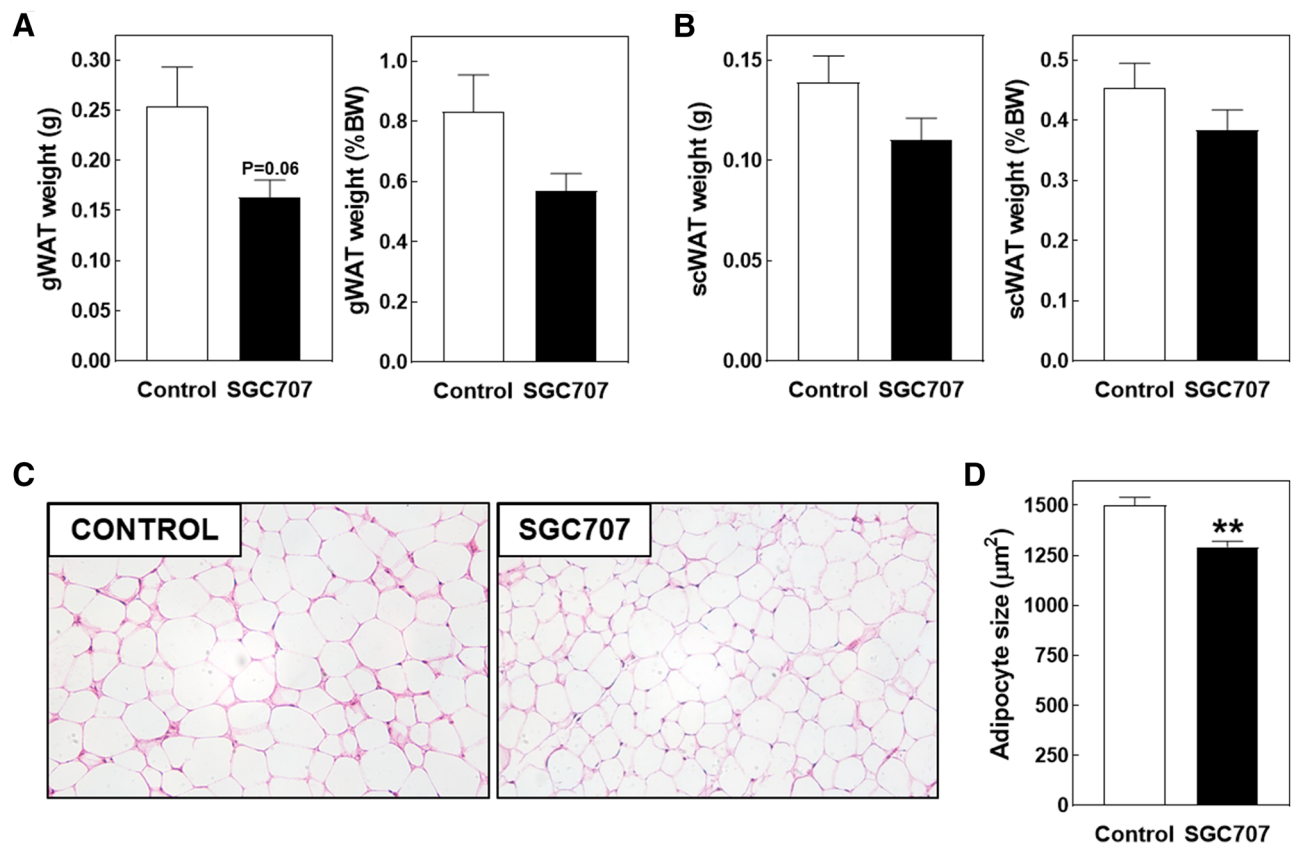 A
gWAT weight (g)
0.30
0.25
0.20
0.15
0.10
0.05
0.00
P=0.06
Control SGC707
gWAT weight (%BW)
1.0
0.8
0.6
0.4
0.2
0.0
Control SGC707
B
scWAT weight (g)
0.15
0.10
0.05
0.00
Control SGC707
scWAT weight (%BW)
0.5
0.4
0.3
0.2
0.1
0.0
Control SGC707
C
CONTROL
SGC707
D
Adipocyte size (μm²)
1500
1250
1000
750
500
250
0
**
Control SGC707